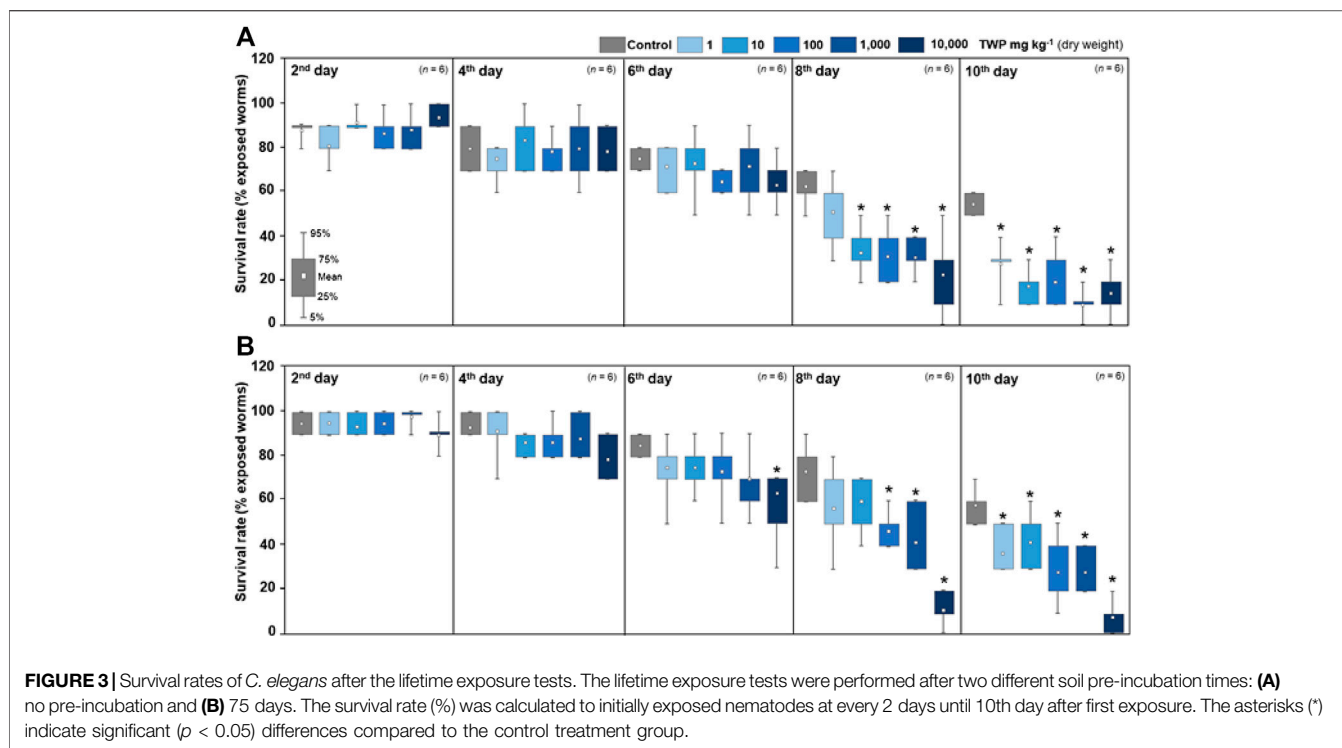 A
Control 1 10 100 1,000 10,000 TWP mg kg⁻¹ (dry weight)
Survival rate (% exposed worms)
120
100
80
60
40
20
0
2nd day (n = 6)
95%
75%
Mean
25%
5%
4th day (n = 6)
6th day (n = 6)
8th day (n = 6)
* * * *
10th day (n = 6)
* * * * *
B
Survival rate (% exposed worms)
120
100
80
60
40
20
0
2nd day (n = 6)
4th day (n = 6)
6th day (n = 6)
*
8th day (n = 6)
* * *
10th day (n = 6)
* * * * *
FIGURE 3 | Survival rates of C. elegans after the lifetime exposure tests. The lifetime exposure tests were performed after two different soil pre-incubation times: (A)
no pre-incubation and (B) 75 days. The survival rate (%) was calculated to initially exposed nematodes at every 2 days until 10th day after first exposure. The asterisks (*)
indicate significant (p < 0.05) differences compared to the control treatment group.